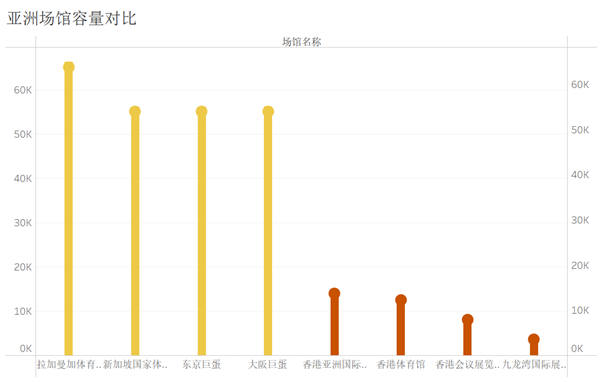 亚洲场馆容量对比
场馆名称
60K
50K
40K
30K
20K
10K
0K
60K
50K
40K
30K
20K
10K
0K
拉加曼加体育..
新加坡国家体..
东京巨蛋
大阪巨蛋
香港亚洲国际..
香港体育馆
香港会议展览..
九龙湾国际展..